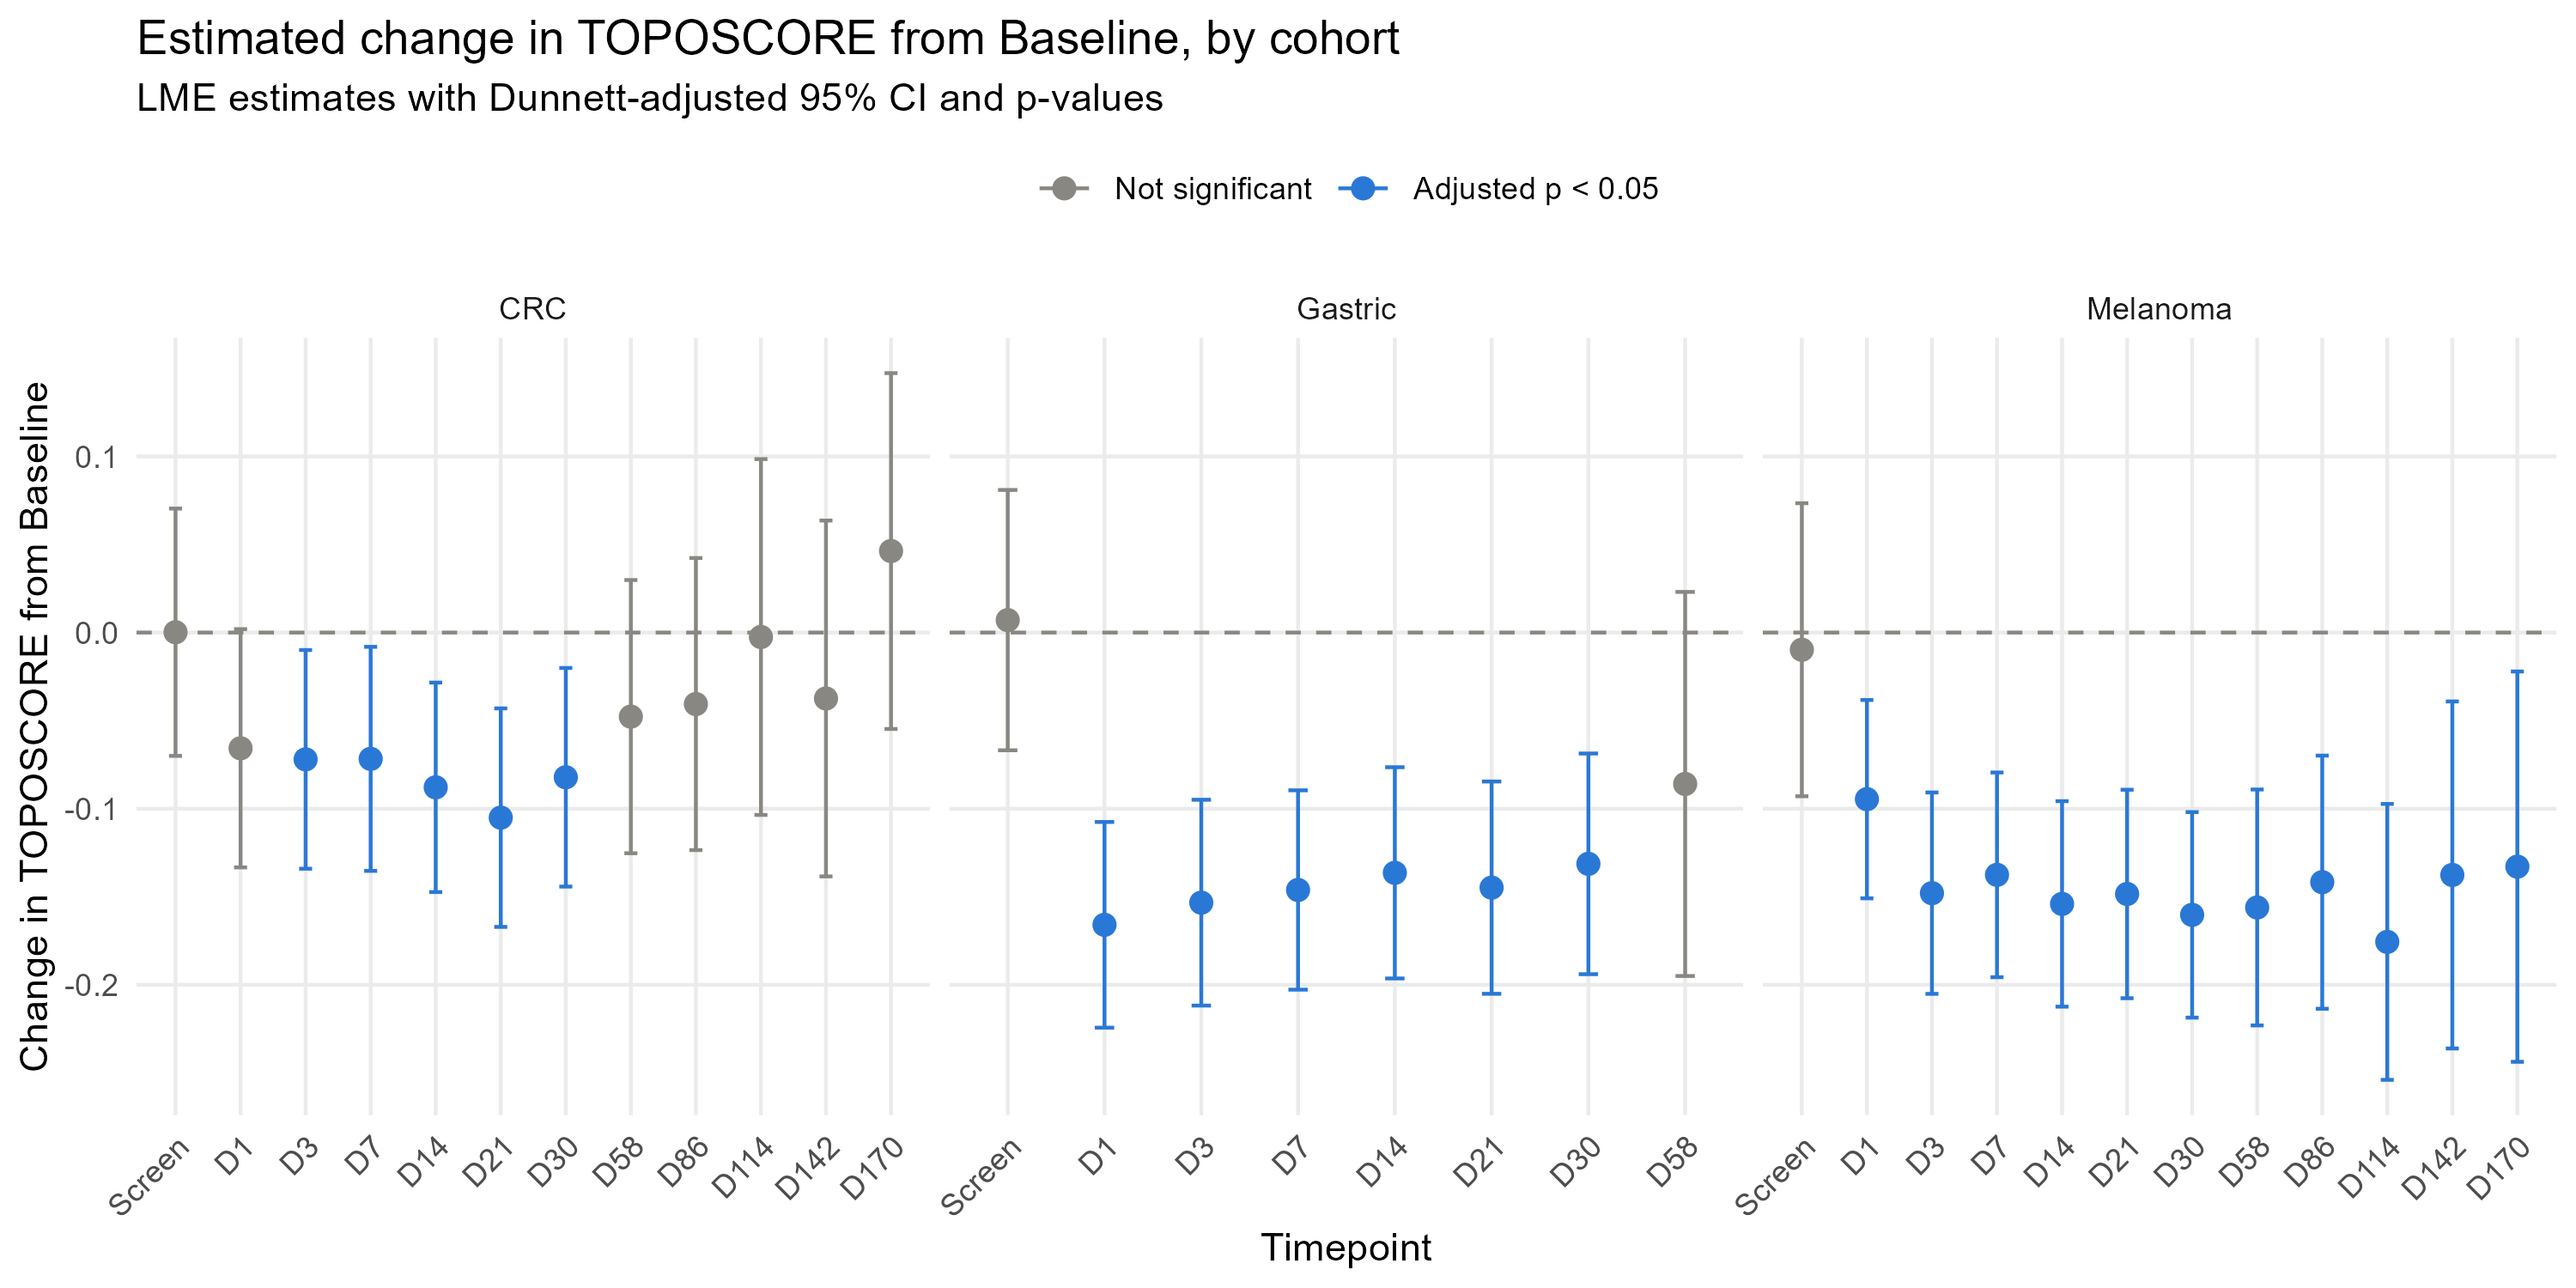 Estimated change in TOPOSCORE from Baseline, by cohort
LME estimates with Dunnett-adjusted 95% CI and p-values
Not significant Adjusted p < 0.05
CRC Gastric Melanoma
Change in TOPOSCORE from Baseline
0.1
0.0
-0.1
-0.2
Screen D1 D3 D7 D14 D21 D30 D58 D86 D114 D142 D170 Screen D1 D3 D7 D14 D21 D30 D58 Screen D1 D3 D7 D14 D21 D30 D58 D86 D114 D142 D170
Timepoint